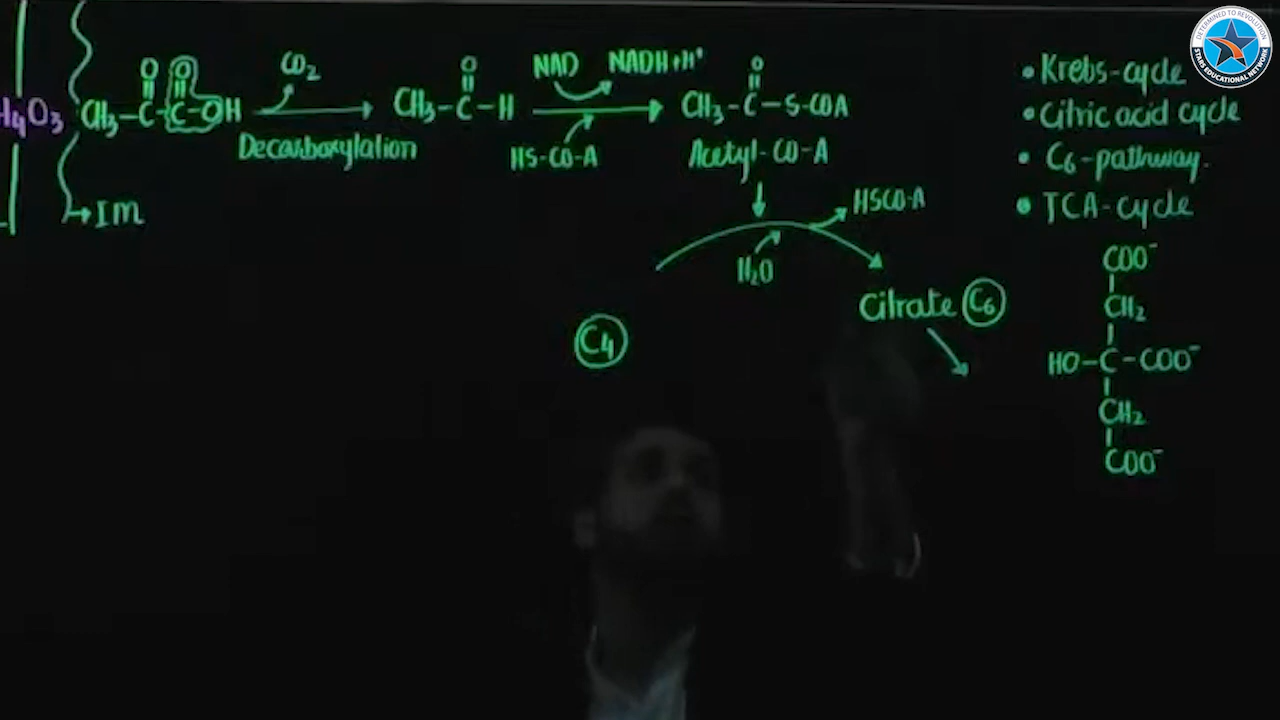 DETERMINED TO REVOLUTION
STARS EDUCATIONAL NETWORK
H4O3
O O
CH3-C-C-OH
CO2
Decarboxylation
Im
O
CH3-C-H
NAD NADH+H+
HS-CO-A
O
CH3-C-S-COA
Acetyl-CO-A
HSCO-A
H2O
C4
Citrate C6
• Krebs-cycle
• Citric acid cycle
• C6-pathway.
• TCA-cycle
COO-
CH2
HO-C-COO-
CH2
COO-